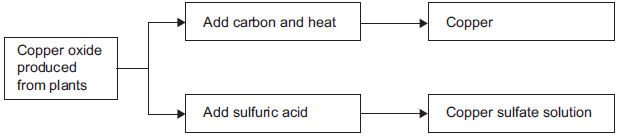 Copper oxide
produced
from plants
Add carbon and heat
Copper
Add sulfuric acid
Copper sulfate solution